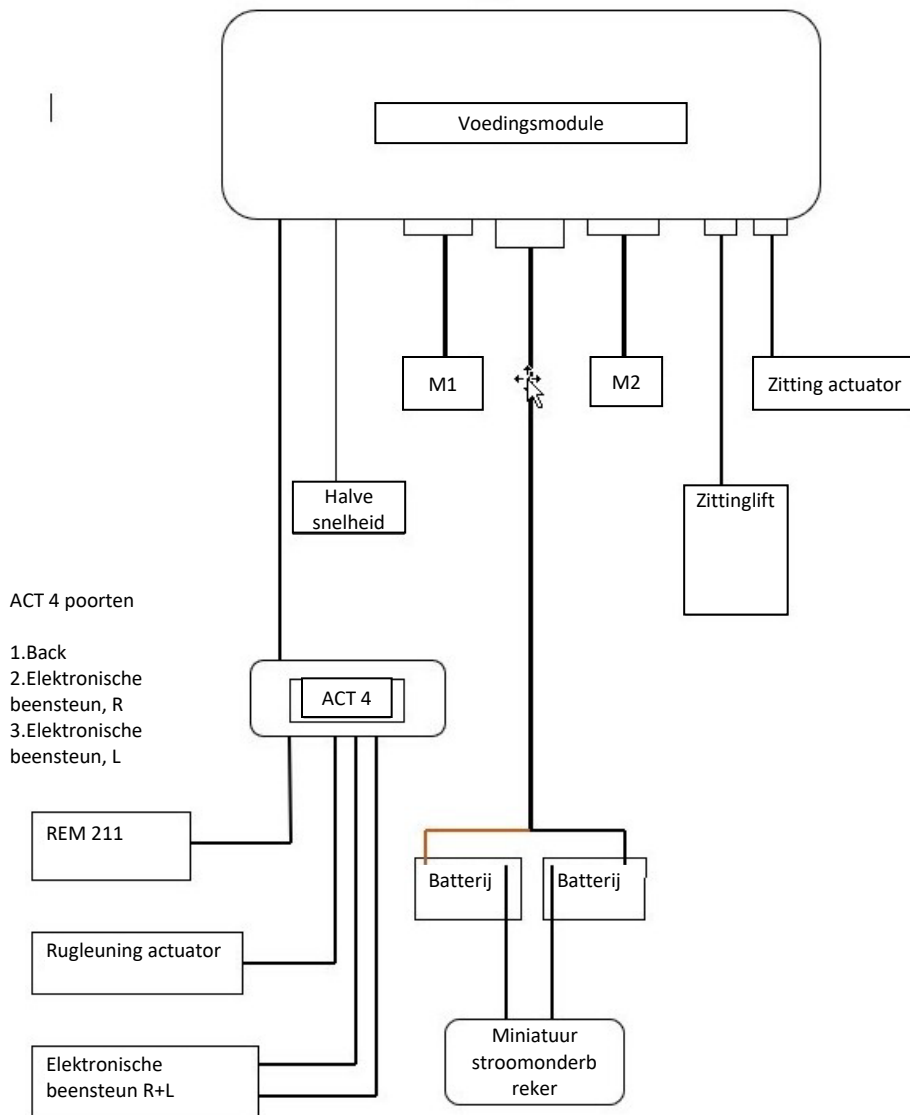 Voedingsmodule
M1
M2
Zitting actuator
Halve
snelheid
Zittinglift
ACT 4 poorten
1.Back
2.Elektronische
beensteun, R
3.Elektronische
beensteun, L
ACT 4
REM 211
Batterij
Batterij
Rugleuning actuator
Miniatuur
stroomonderb
reker
Elektronische
beensteun R+L